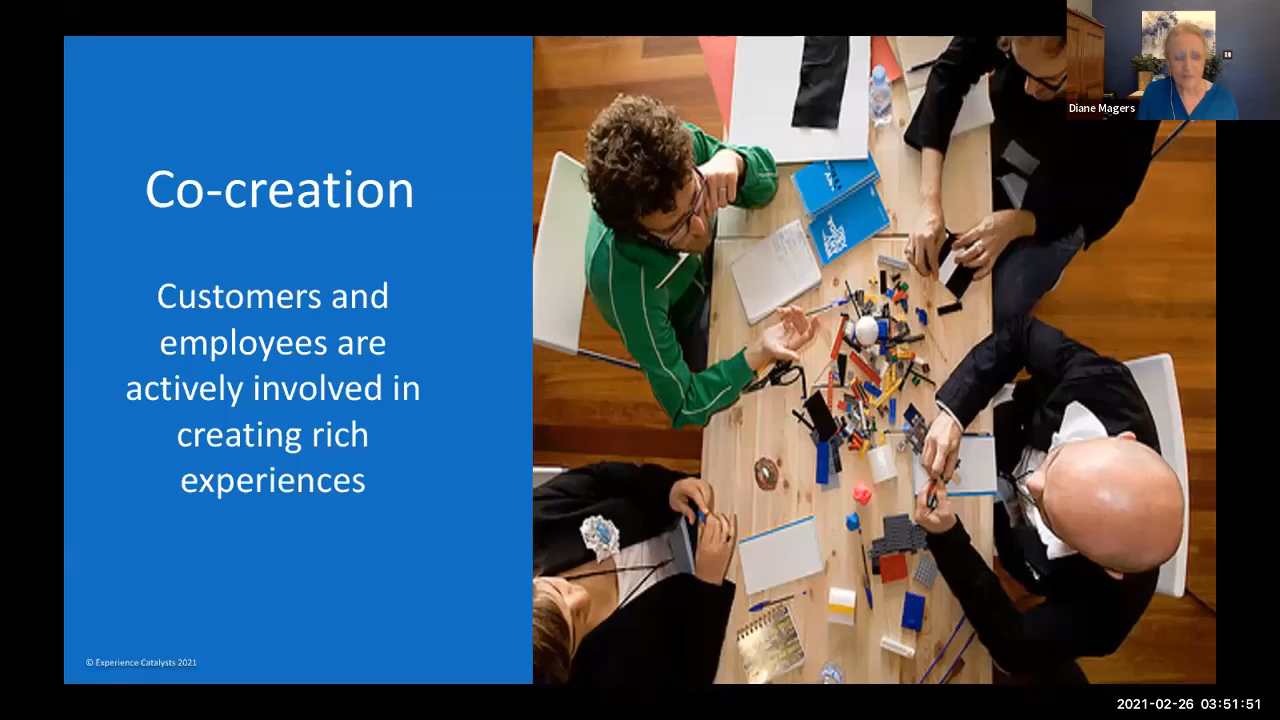 Diane Magers
Co-creation
Customers and
employees are
actively involved in
creating rich
experiences
© Experience Catalysts 2021
2021-02-26 03:51:51